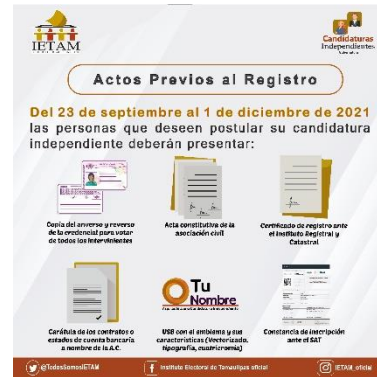 IETAM
Candidaturas
Independientes
Actos Previos al Registro
Del 23 de septiembre al 1 de diciembre de 2021
las personas que deseen postular su candidatura
independiente deberán presentar:
Copia del anverso y reverso
de la credencial para votar
de todos los intervinientes
Acta constitutiva de la
asociación civil
Certificado de registro ante
el Instituto Registral y
Catastral
Carátula de los contratos o
estados de cuenta bancaria
a nombre de la A.C.
Tu
Nombre
USB con el emblema y sus
características (Vectorizado,
tipografía, cuatricromía)
Constancia de inscripción
ante el SAT
@TodosSomosIETAM
Instituto Electoral de Tamaulipas oficial
IETAM_oficial